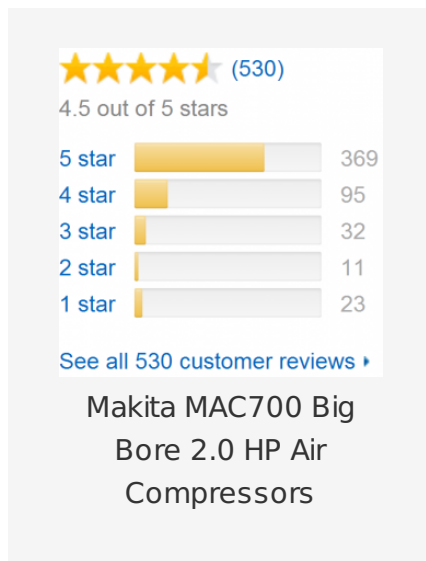 (530)
4.5 out of 5 stars
5 star 369
4 star 95
3 star 32
2 star 11
1 star 23
See all 530 customer reviews
Makita MAC700 Big
Bore 2.0 HP Air
Compressors